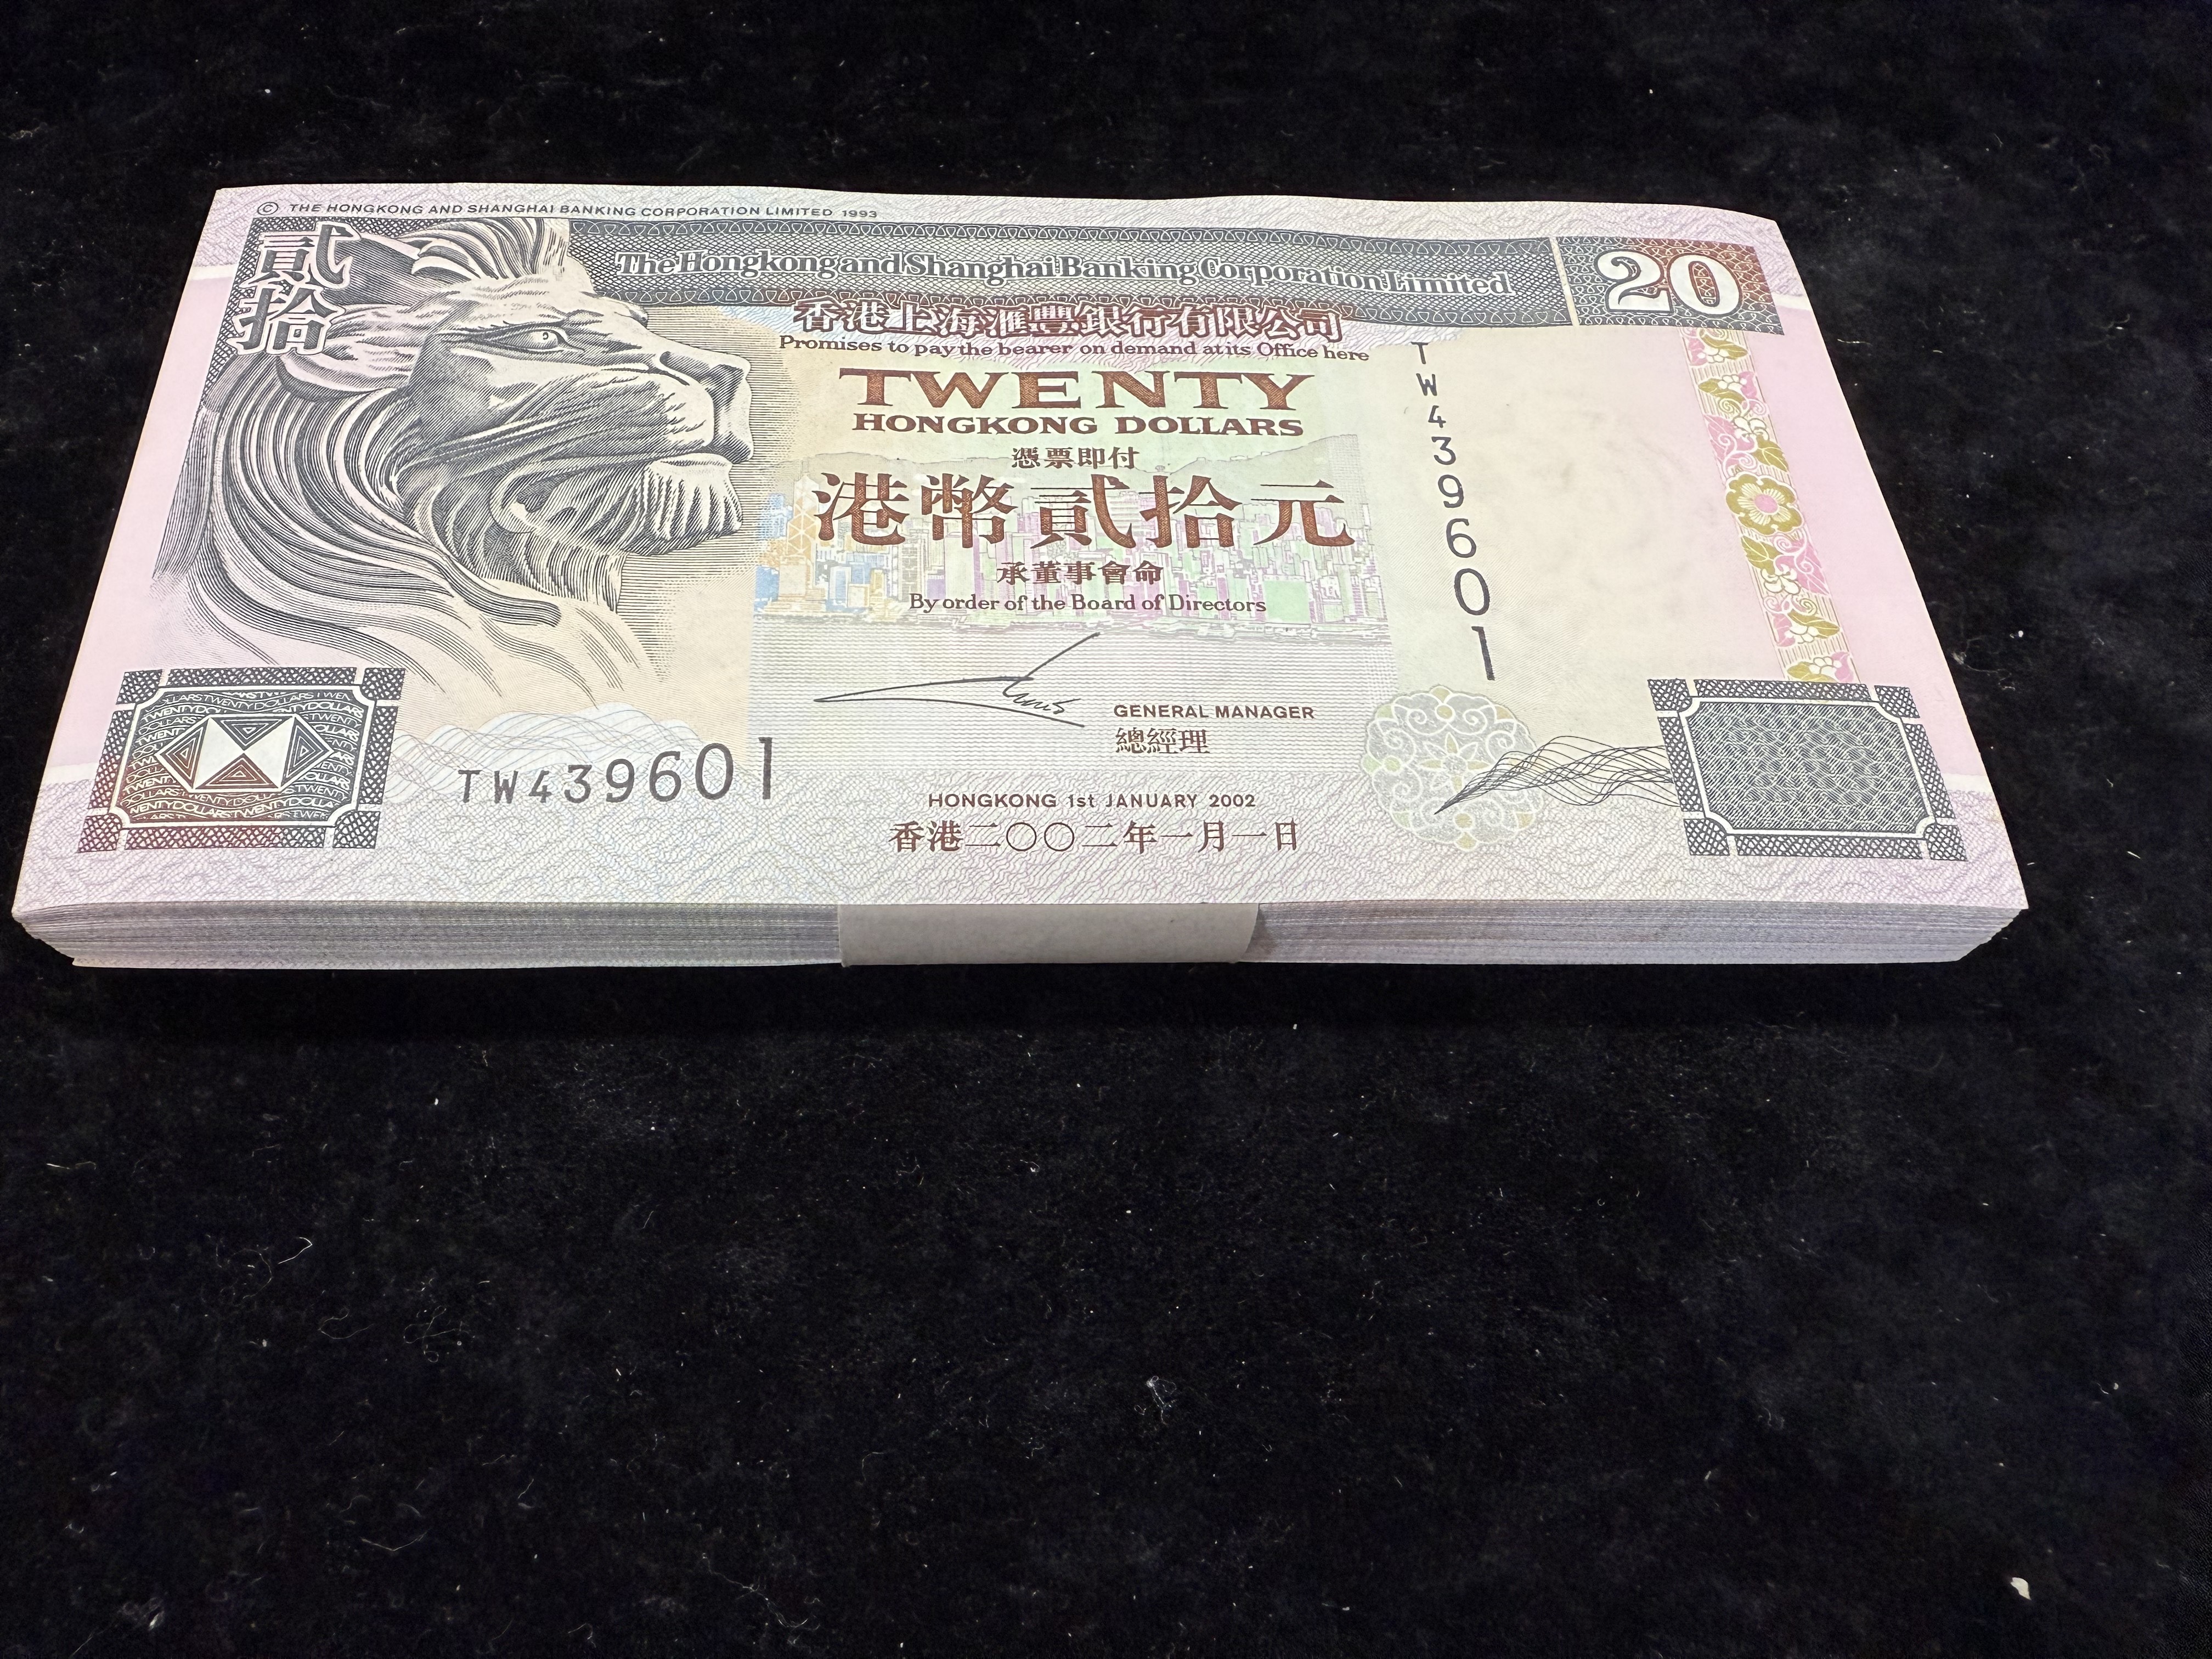 © THE HONGKONG AND SHANGHAI BANKING CORPORATION LIMITED 1993
貳拾
The Hongkong and Shanghai Banking Corporation Limited
20
香港上海滙豐銀行有限公司
Promises to pay the bearer on demand at its Office here
TWENTY
HONGKONG DOLLARS
憑票即付
港幣貳拾元
承董事會命
By order of the Board of Directors
TW439601
GENERAL MANAGER
總經理
TW439601
HONGKONG 1st JANUARY 2002
香港二〇〇二年一月一日